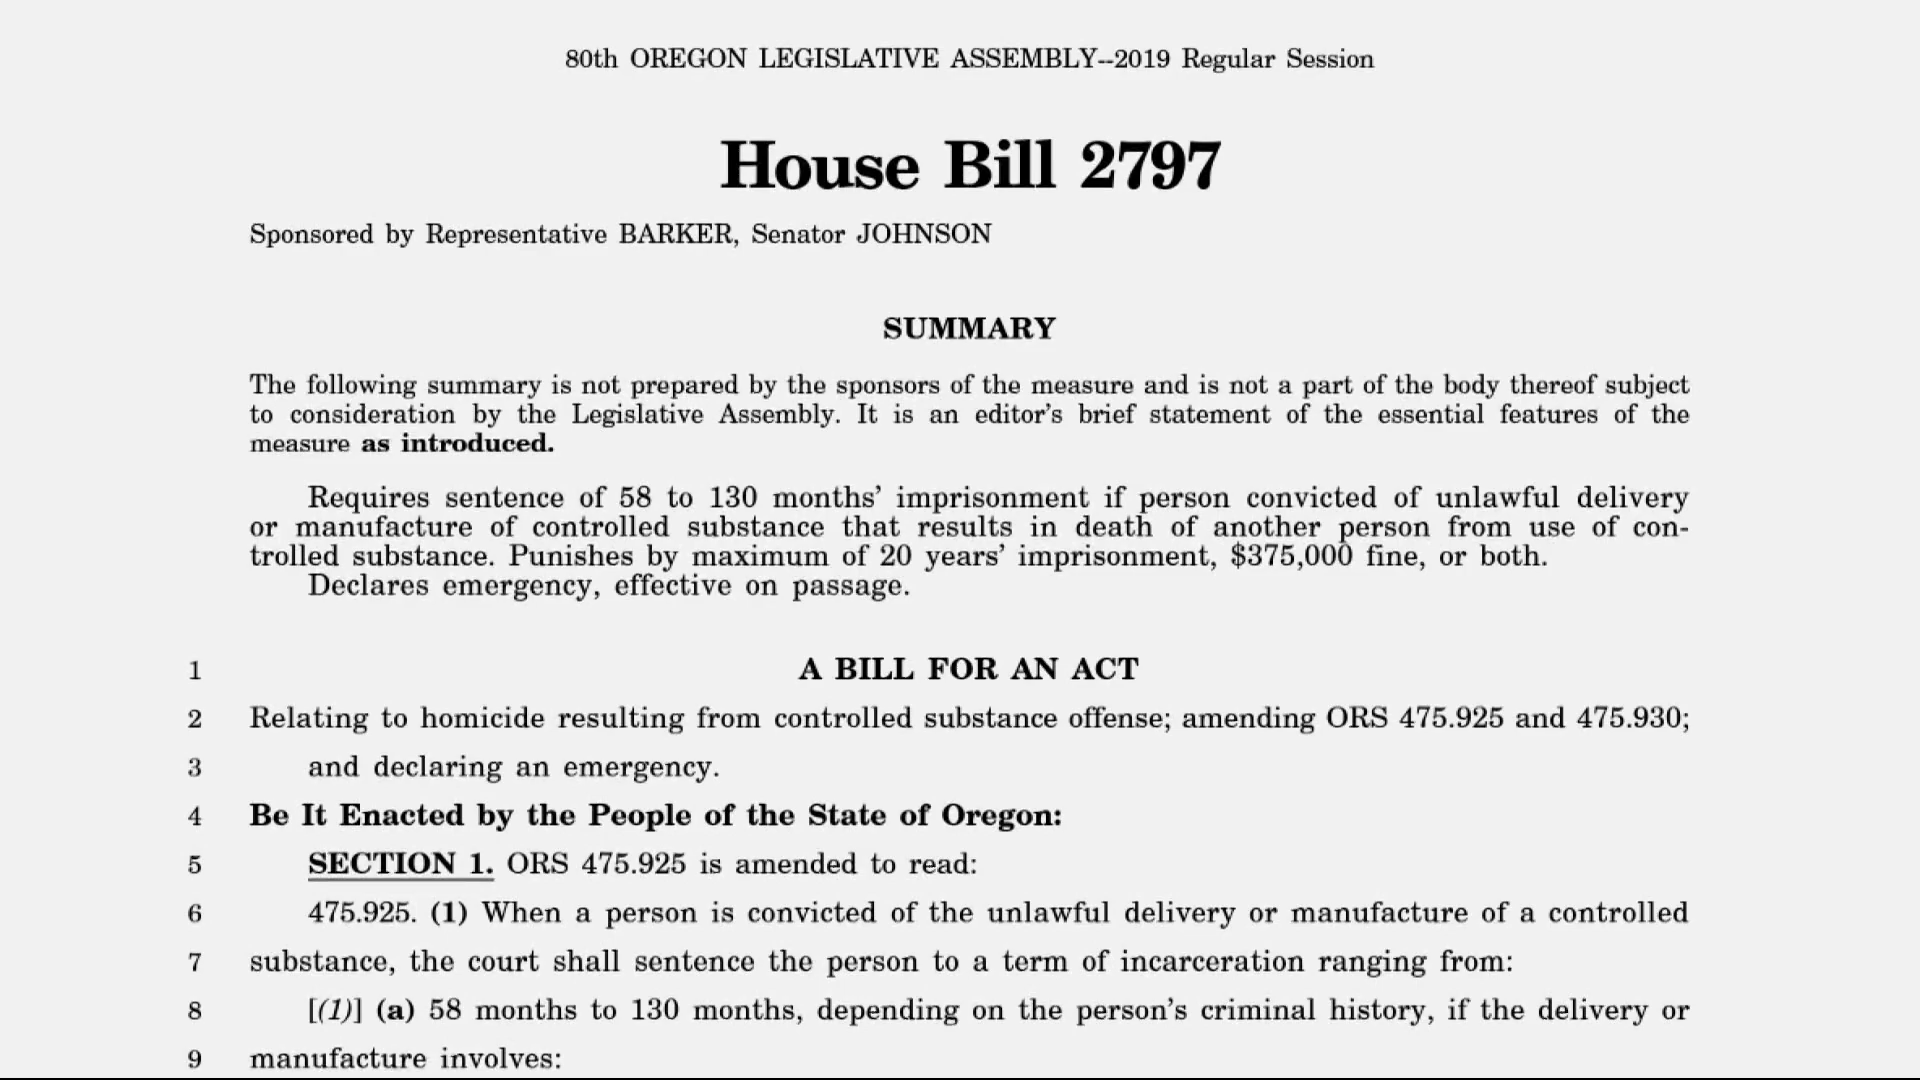 80th OREGON LEGISLATIVE ASSEMBLY--2019 Regular Session
House Bill 2797
Sponsored by Representative BARKER, Senator JOHNSON
SUMMARY
The following summary is not prepared by the sponsors of the measure and is not a part of the body thereof subject
to consideration by the Legislative Assembly. It is an editor's brief statement of the essential features of the
measure as introduced.
Requires sentence of 58 to 130 months' imprisonment if person convicted of unlawful delivery
or manufacture of controlled substance that results in death of another person from use of con-
trolled substance. Punishes by maximum of 20 years' imprisonment, $375,000 fine, or both.
Declares emergency, effective on passage.
1 A BILL FOR AN ACT
2 Relating to homicide resulting from controlled substance offense; amending ORS 475.925 and 475.930;
3 and declaring an emergency.
4 Be It Enacted by the People of the State of Oregon:
5 SECTION 1. ORS 475.925 is amended to read:
6 475.925. (1) When a person is convicted of the unlawful delivery or manufacture of a controlled
7 substance, the court shall sentence the person to a term of incarceration ranging from:
8 [(1)] (a) 58 months to 130 months, depending on the person's criminal history, if the delivery or
9 manufacture involves: